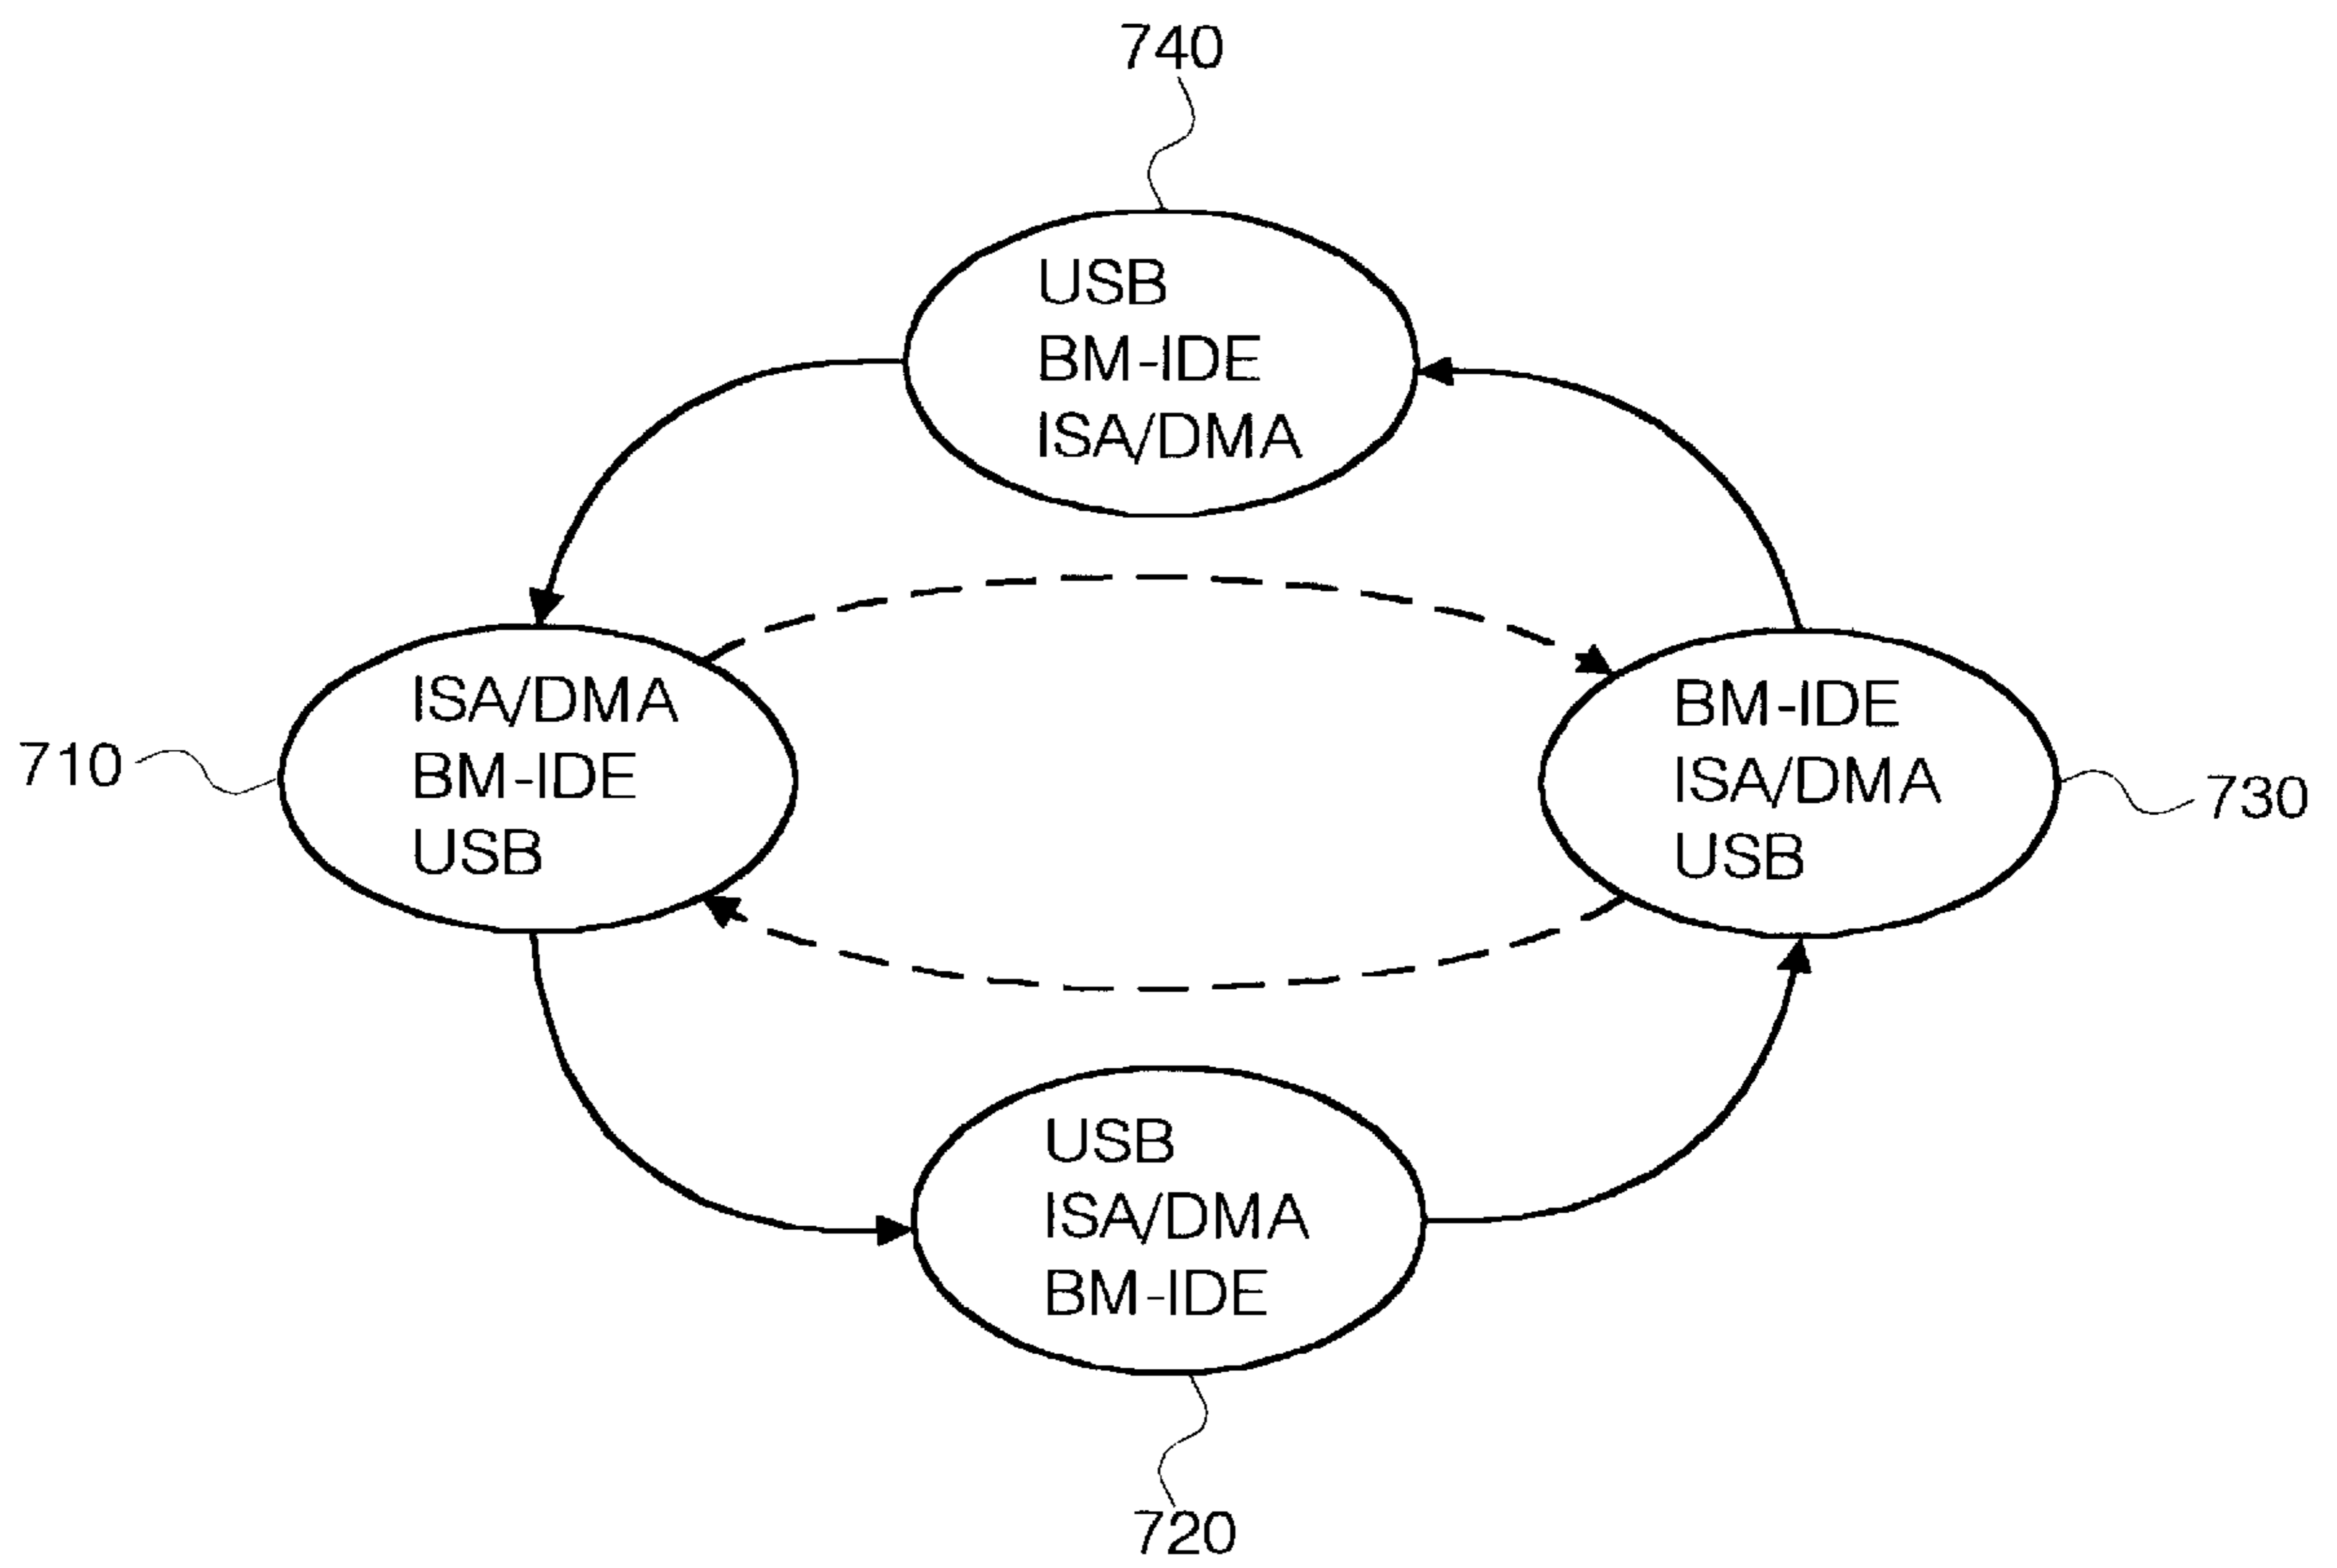 740
USB
BM-IDE
ISA/DMA
710
ISA/DMA
BM-IDE
USB
BM-IDE
ISA/DMA
USB
730
USB
ISA/DMA
BM-IDE
720